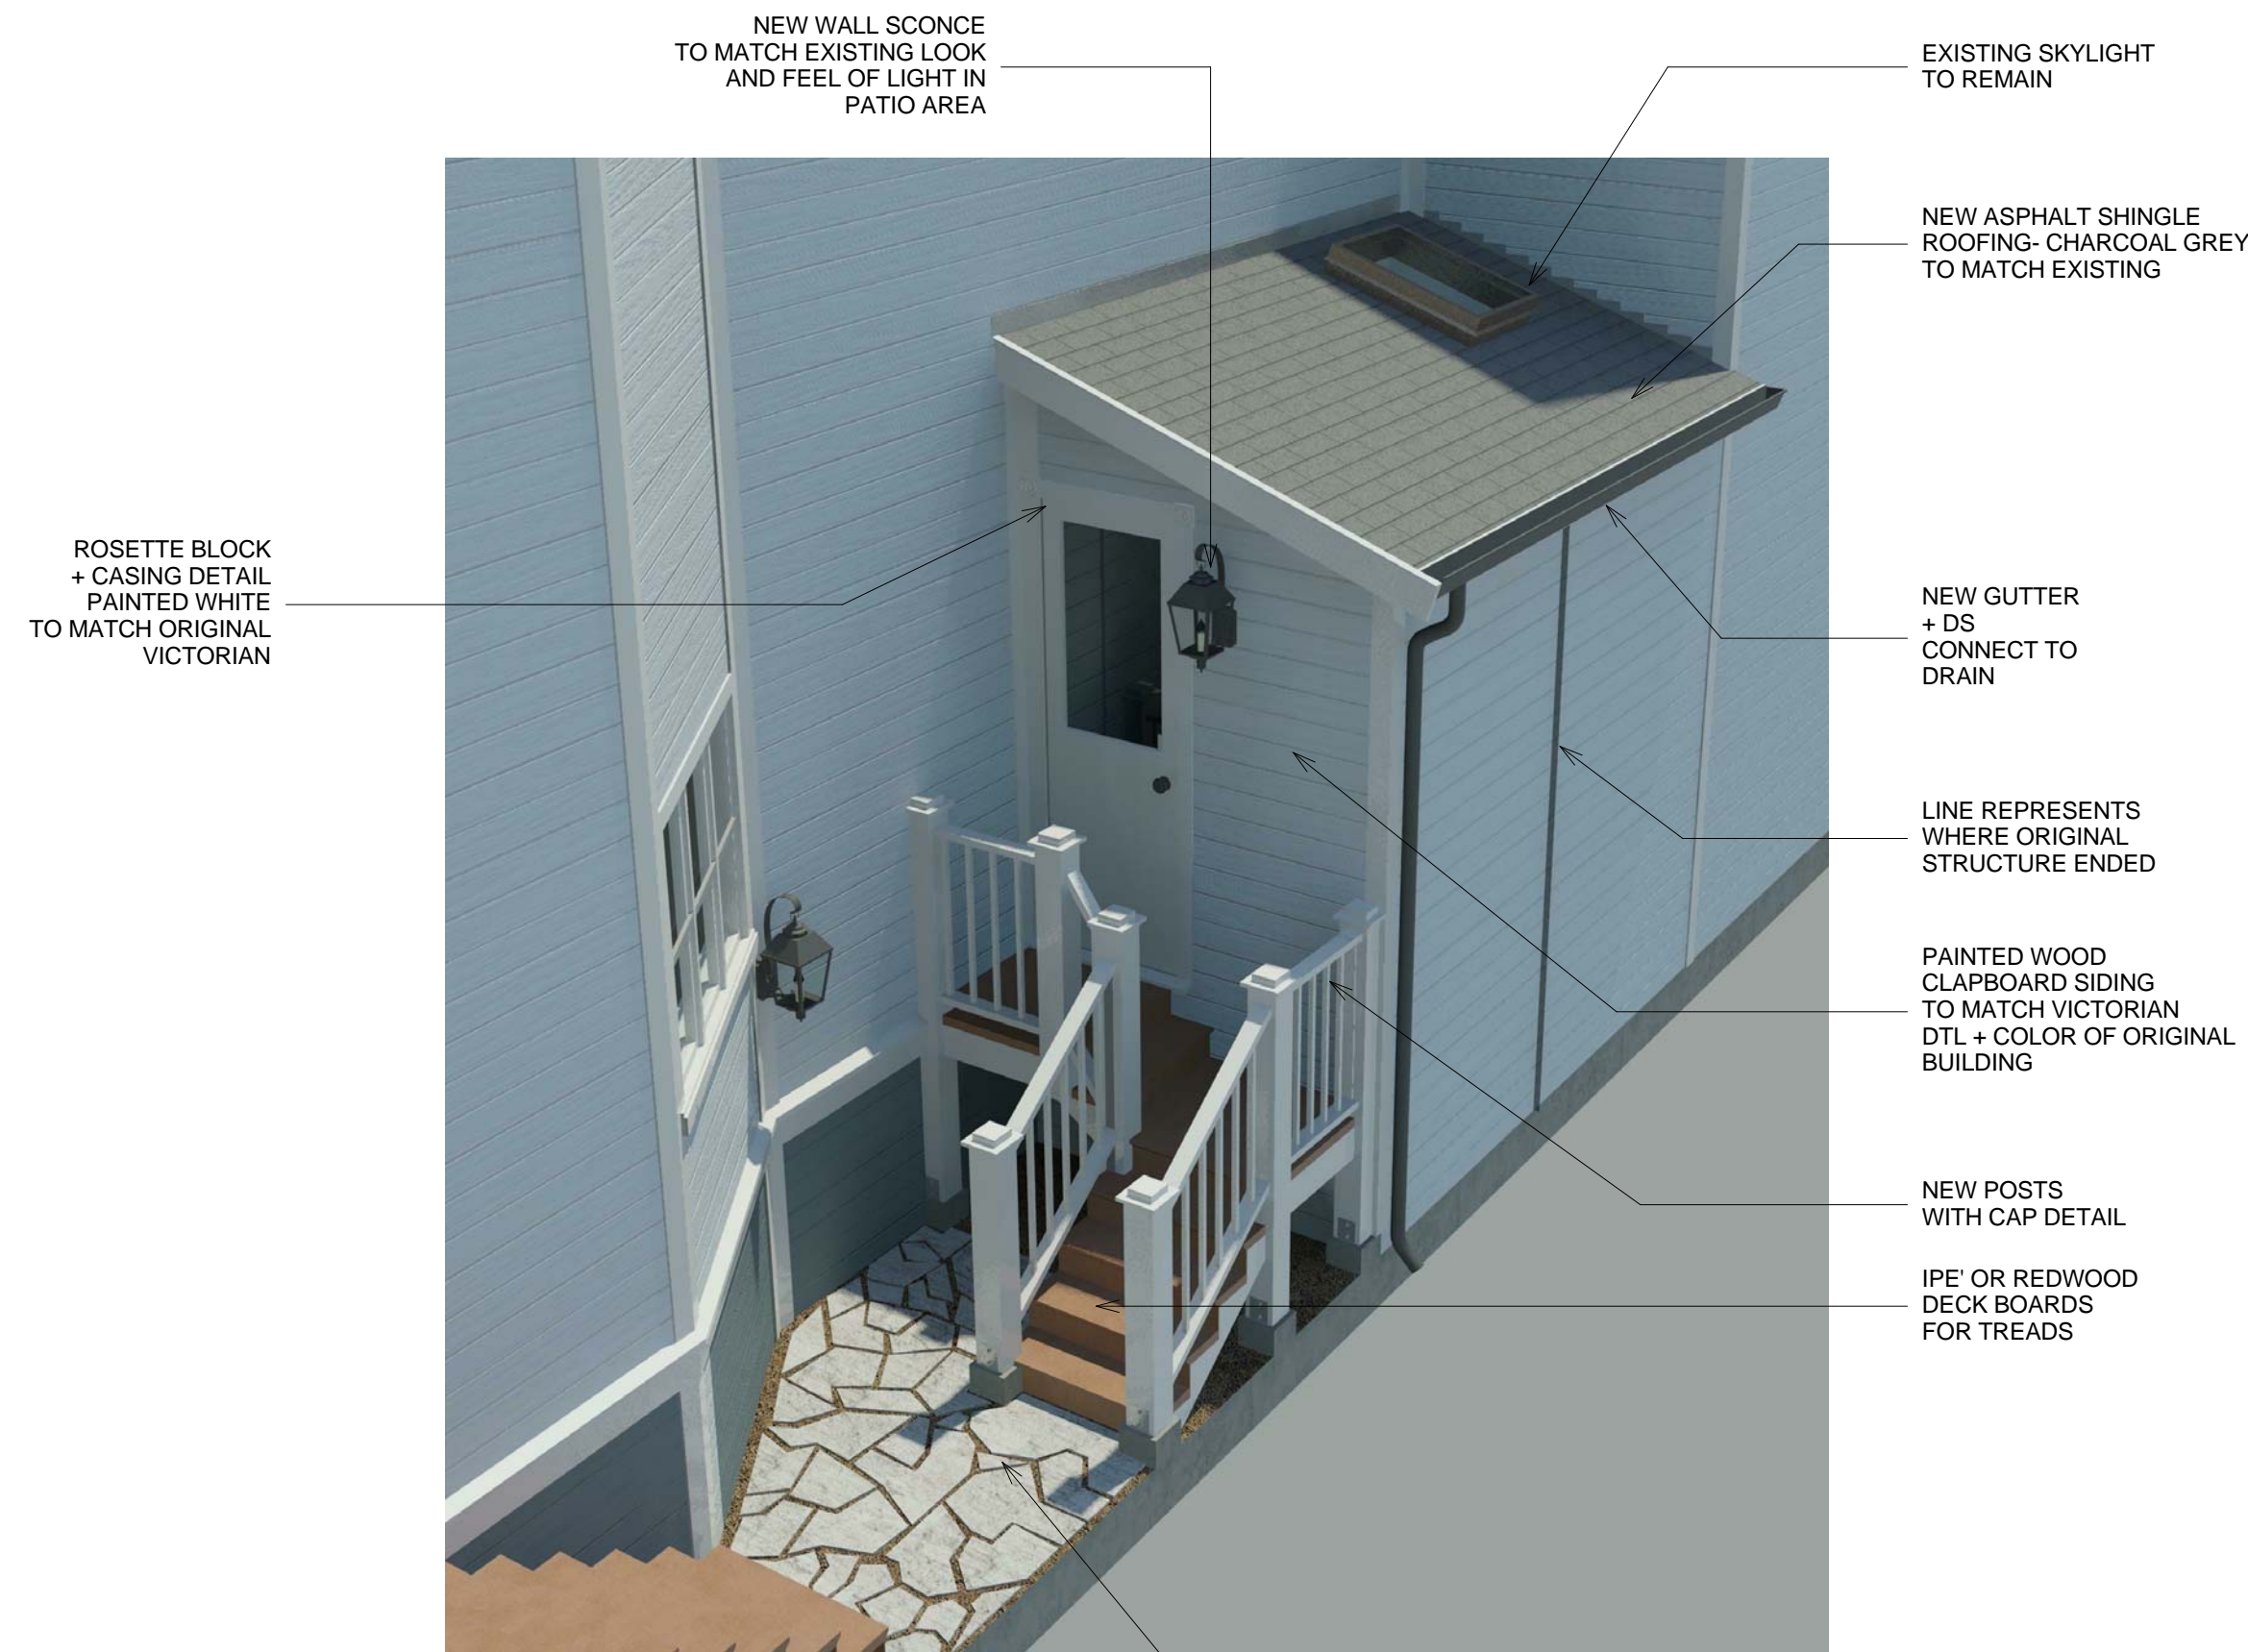 NEW WALL SCONCE
TO MATCH EXISTING LOOK
AND FEEL OF LIGHT IN
PATIO AREA
EXISTING SKYLIGHT
TO REMAIN
NEW ASPHALT SHINGLE
ROOFING- CHARCOAL GREY
TO MATCH EXISTING
ROSETTE BLOCK
+ CASING DETAIL
PAINTED WHITE
TO MATCH ORIGINAL
VICTORIAN
NEW GUTTER
+ DS
CONNECT TO
DRAIN
LINE REPRESENTS
WHERE ORIGINAL
STRUCTURE ENDED
PAINTED WOOD
CLAPBOARD SIDING
TO MATCH VICTORIAN
DTL + COLOR OF ORIGINAL
BUILDING
NEW POSTS
WITH CAP DETAIL
IPE' OR REDWOOD
DECK BOARDS
FOR TREADS